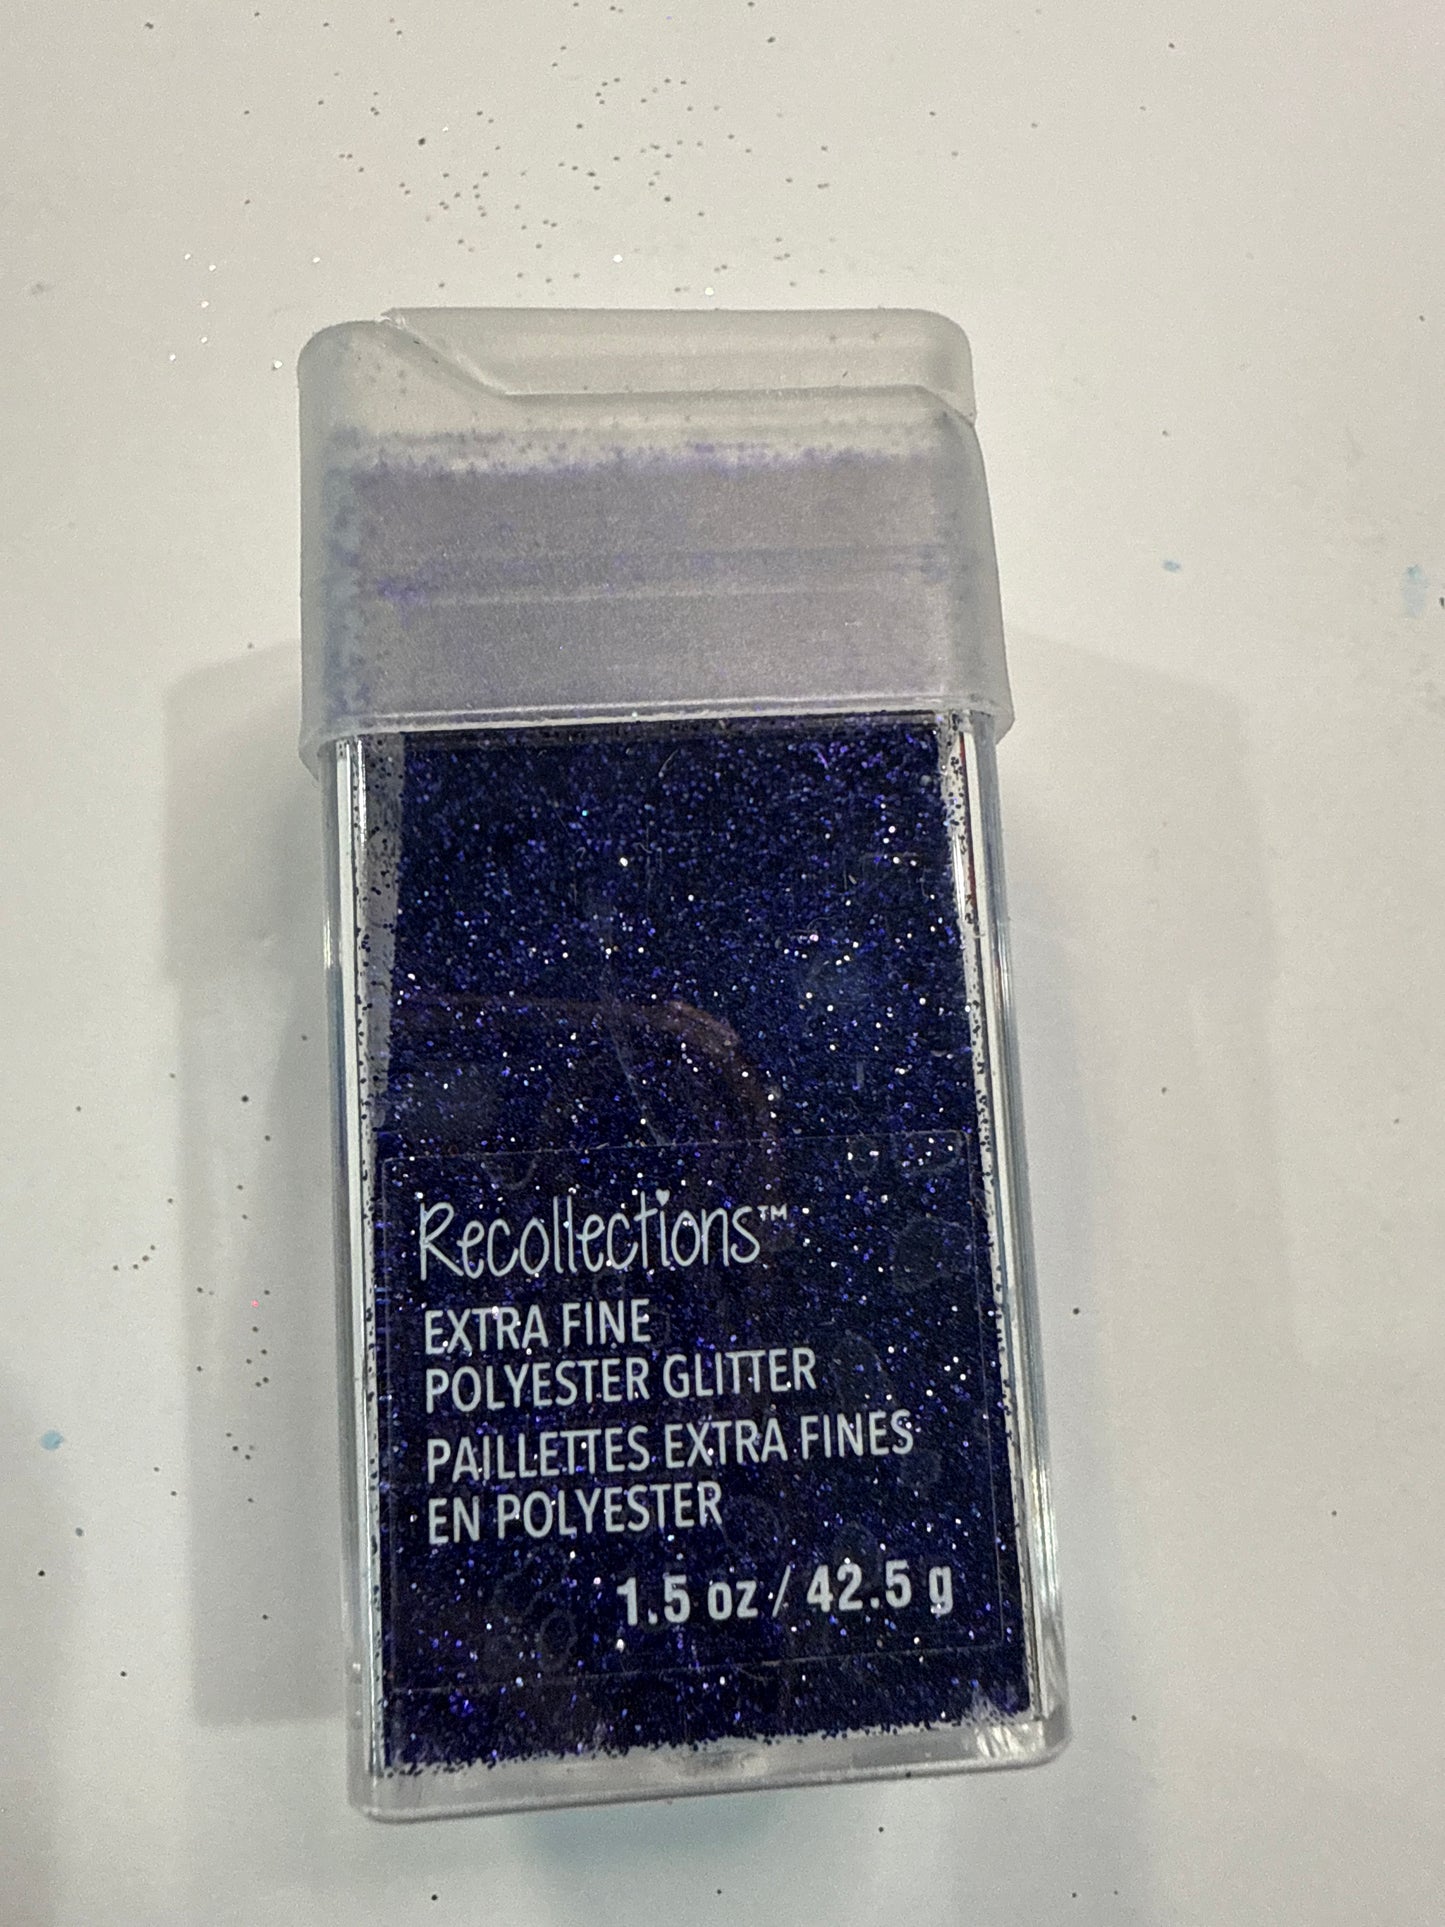 Recollections™
EXTRA FINE
POLYESTER GLITTER
PAILLETTES EXTRA FINES
EN POLYESTER
1.5 oz / 42.5 g